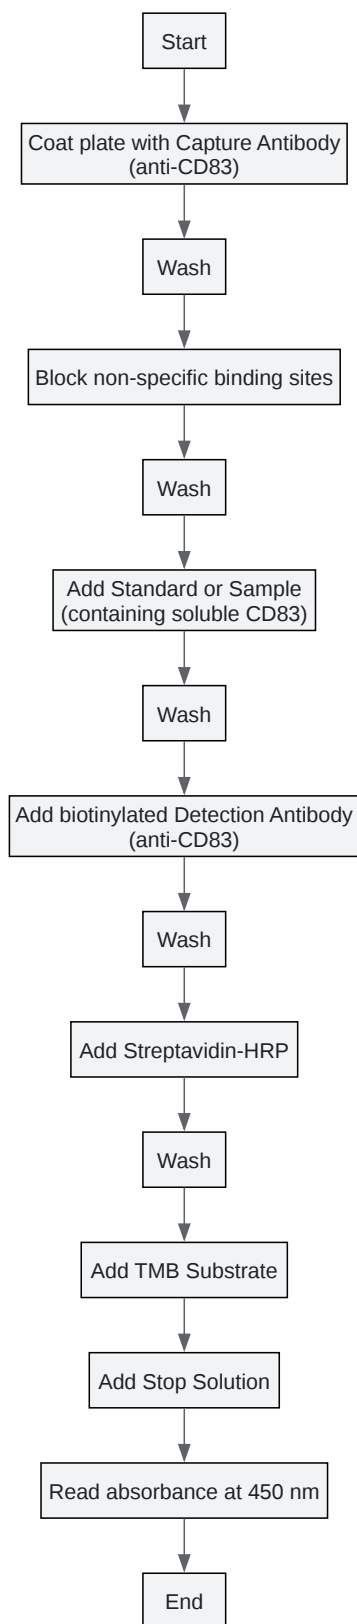 Start
Coat plate with Capture Antibody
(anti-CD83)
Wash
Block non-specific binding sites
Wash
Add Standard or Sample
(containing soluble CD83)
Wash
Add biotinylated Detection Antibody
(anti-CD83)
Wash
Add Streptavidin-HRP
Wash
Add TMB Substrate
Add Stop Solution
Read absorbance at 450 nm
End